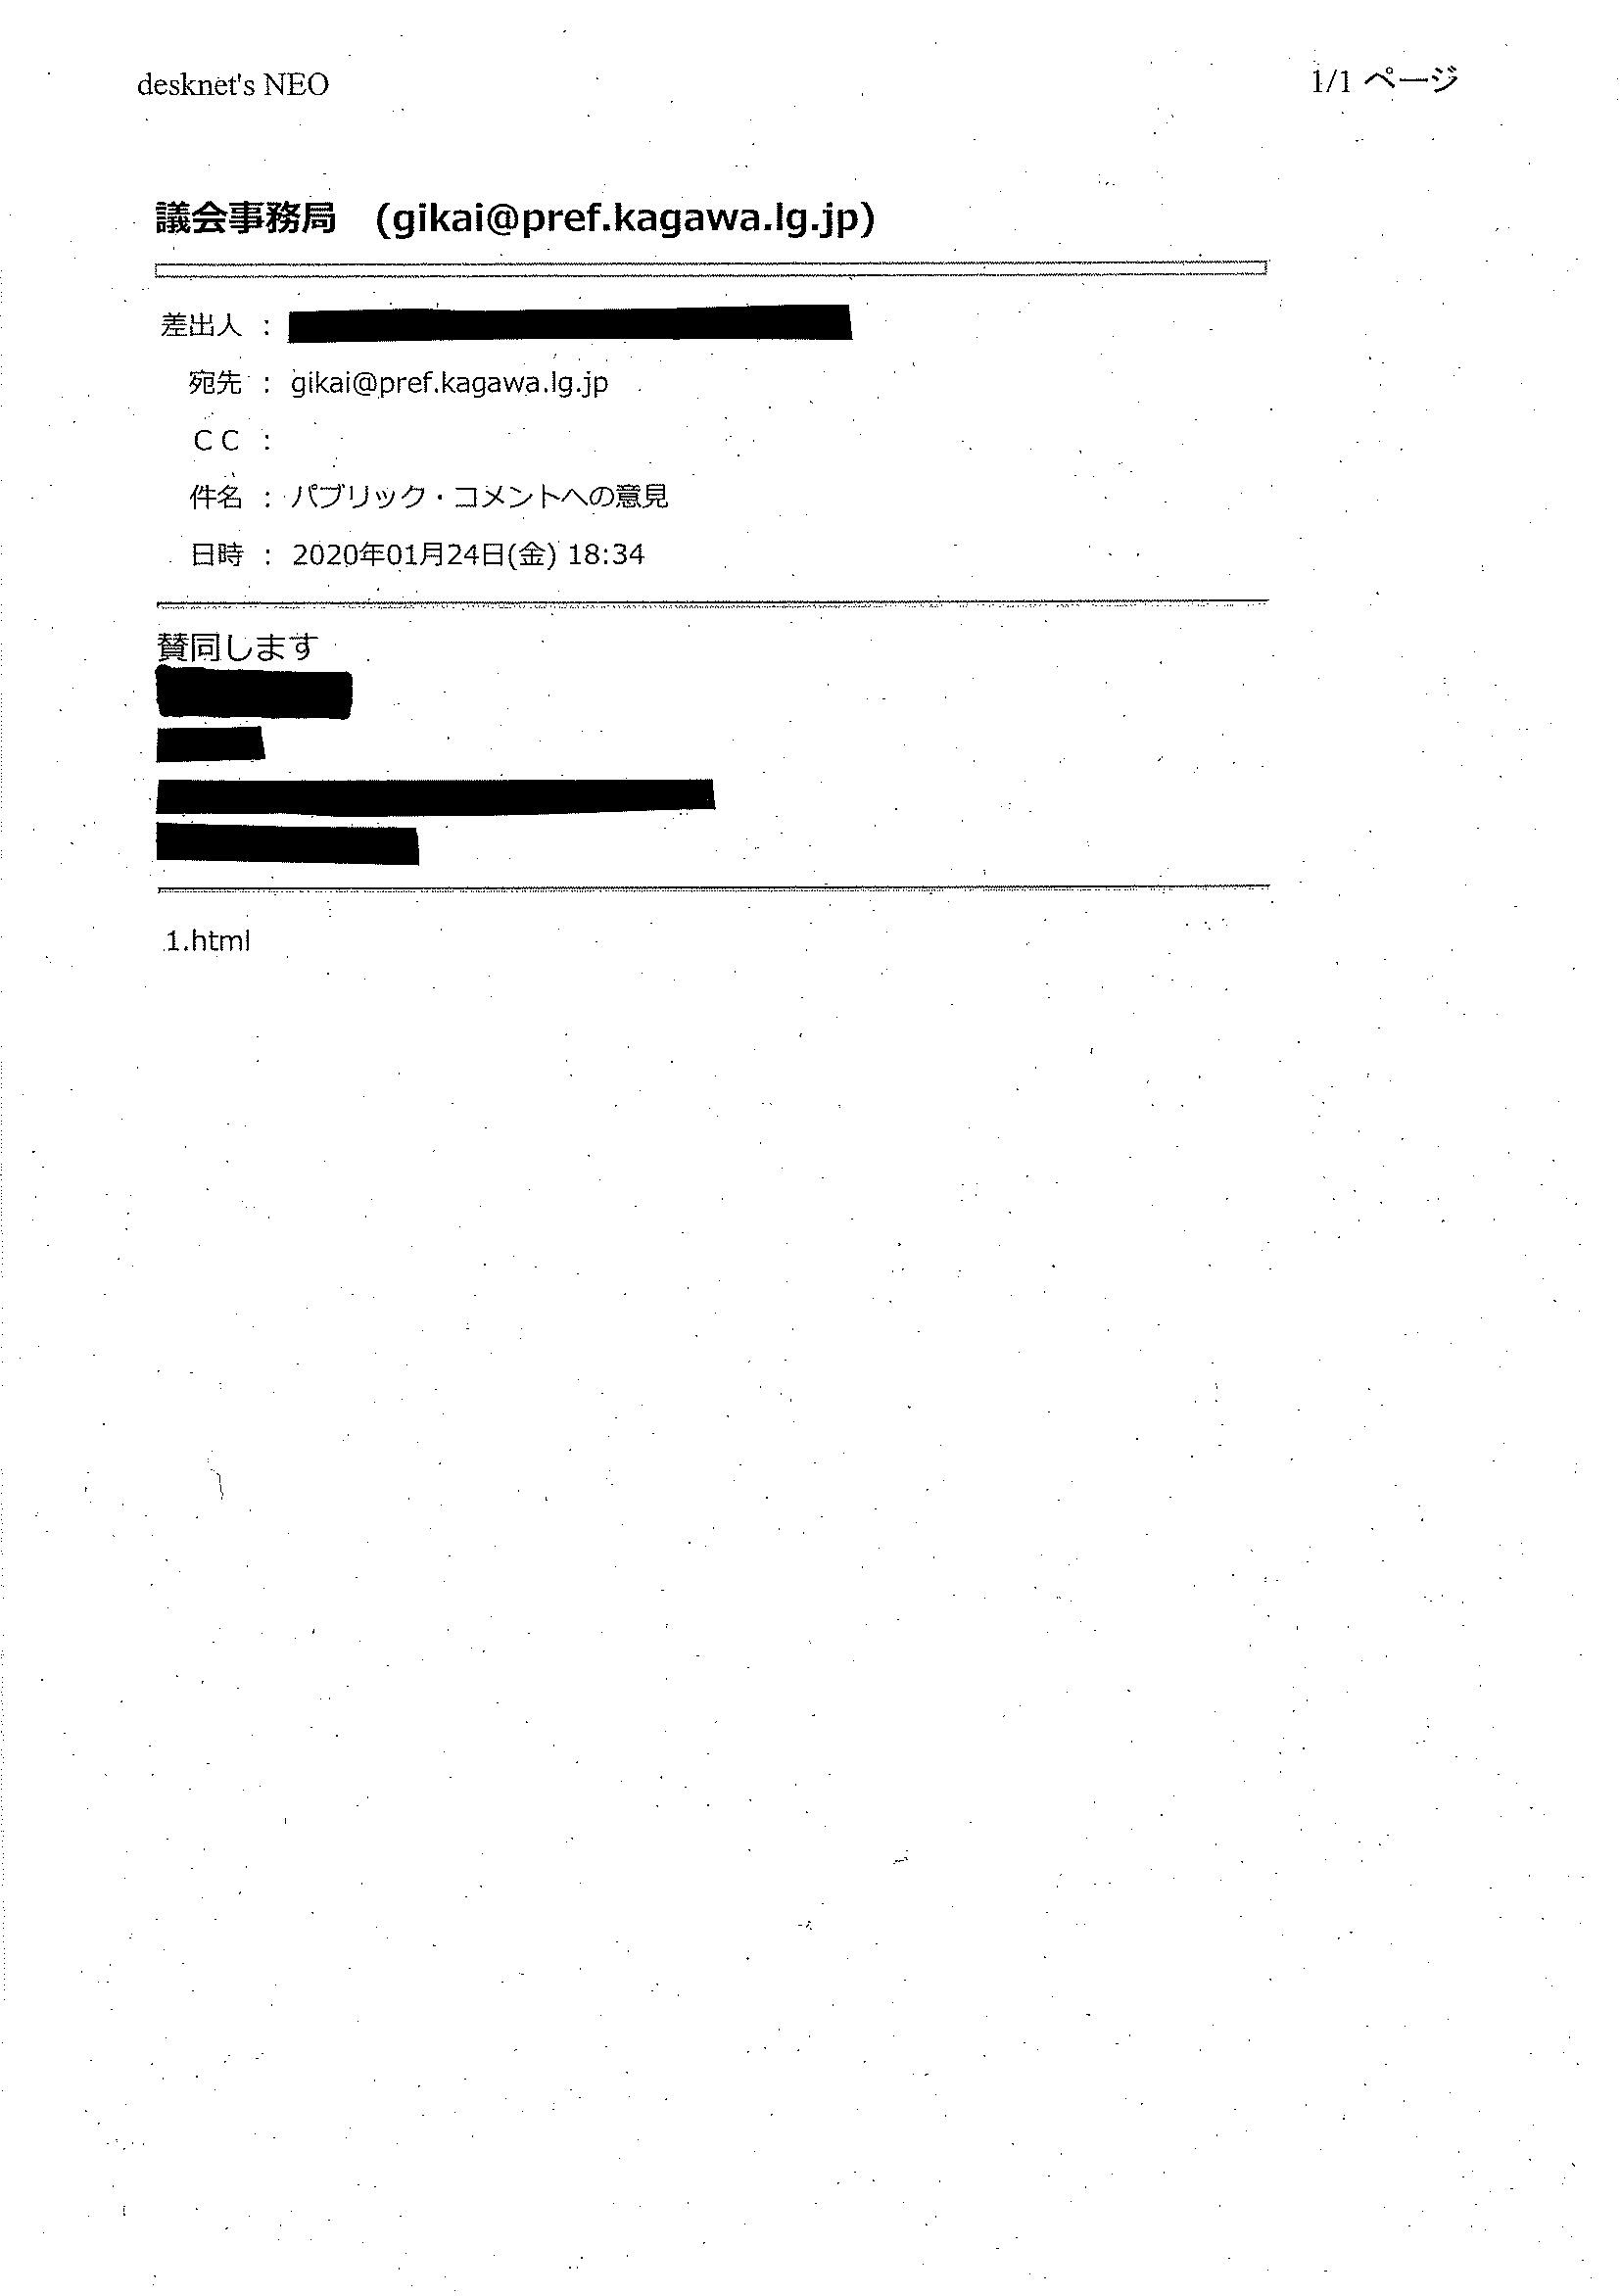 desknet's NEO
1/1 ページ
議会事務局 (gikai@pref.kagawa.lg.jp)
差出人 :
宛先 : gikai@pref.kagawa.lg.jp
CC :
件名 : パブリック・コメントへの意見
日時 : 2020年01月24日(金) 18:34
賛同します
1.html